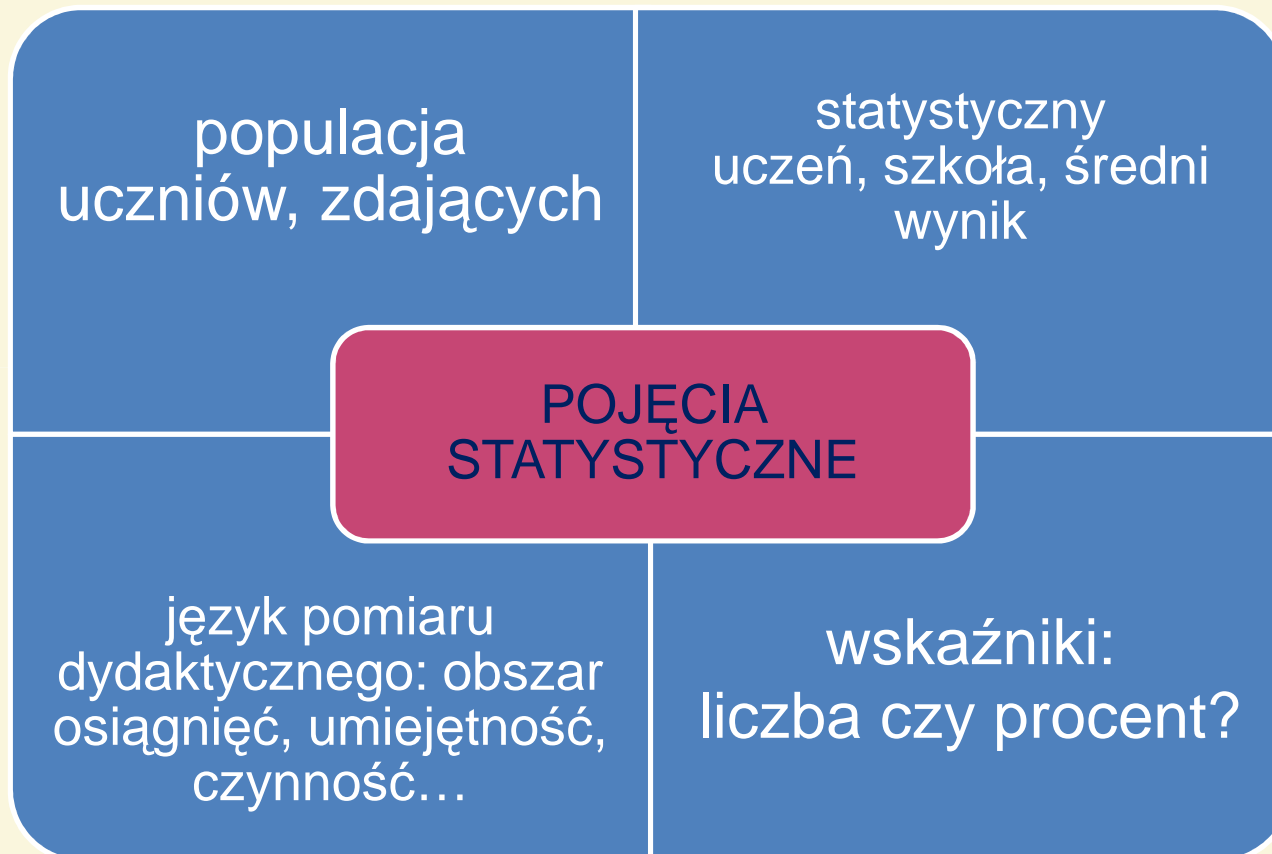 populacja
uczniów, zdających
statystyczny
uczeń, szkoła, średni
wynik
POJĘCIA
STATYSTYCZNE
język pomiaru
dydaktycznego: obszar
osiągnięć, umiejętność,
czynność…
wskaźniki:
liczba czy procent?